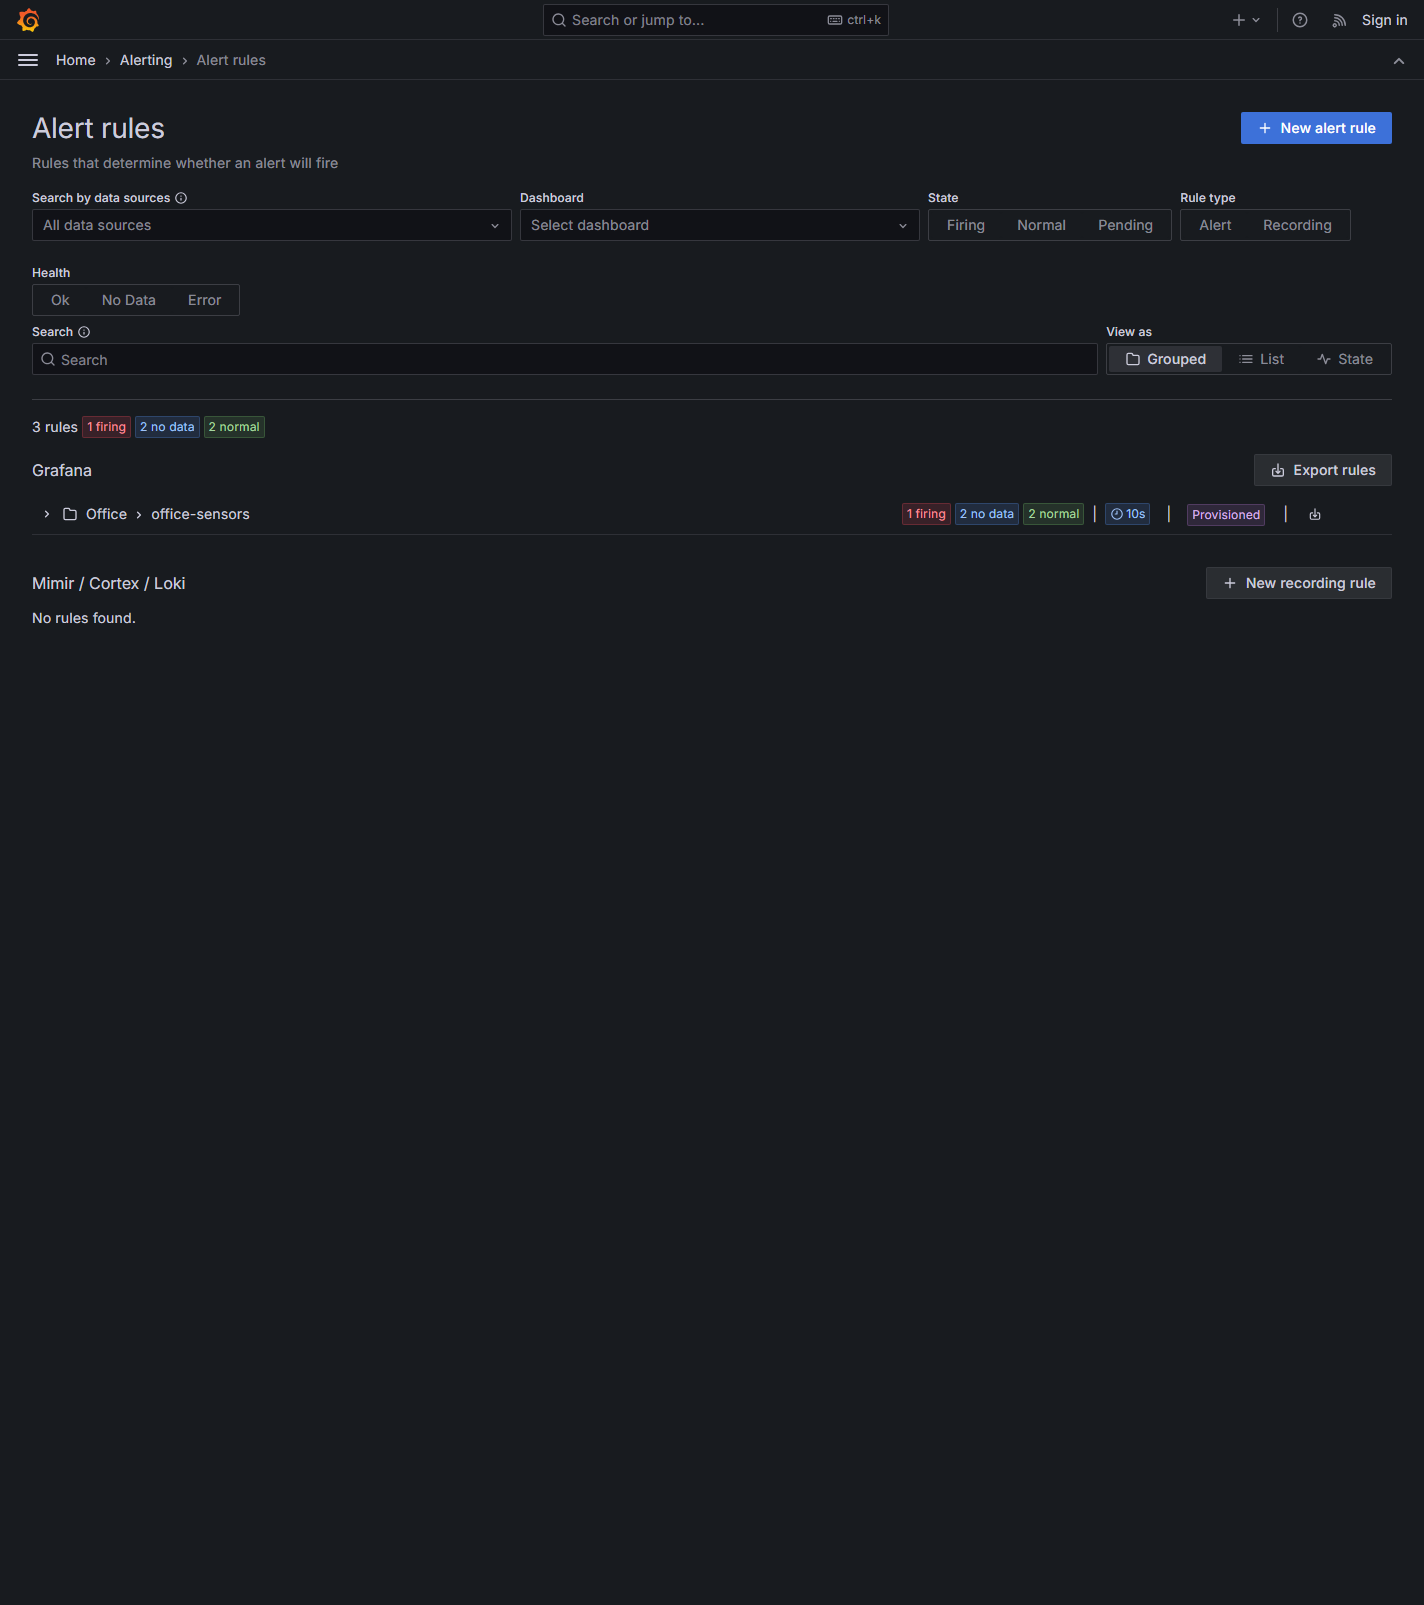 Search or jump to... ctrl+k Sign in
Home › Alerting › Alert rules
Alert rules
New alert rule
Rules that determine whether an alert will fire
Search by data sources Dashboard State Rule type
All data sources Select dashboard Firing Normal Pending Alert Recording
Health
Ok No Data Error
Search View as
Search Grouped List State
3 rules 1 firing 2 no data 2 normal
Grafana Export rules
Office › office-sensors 1 firing 2 no data 2 normal | 10s | Provisioned |
Mimir / Cortex / Loki New recording rule
No rules found.